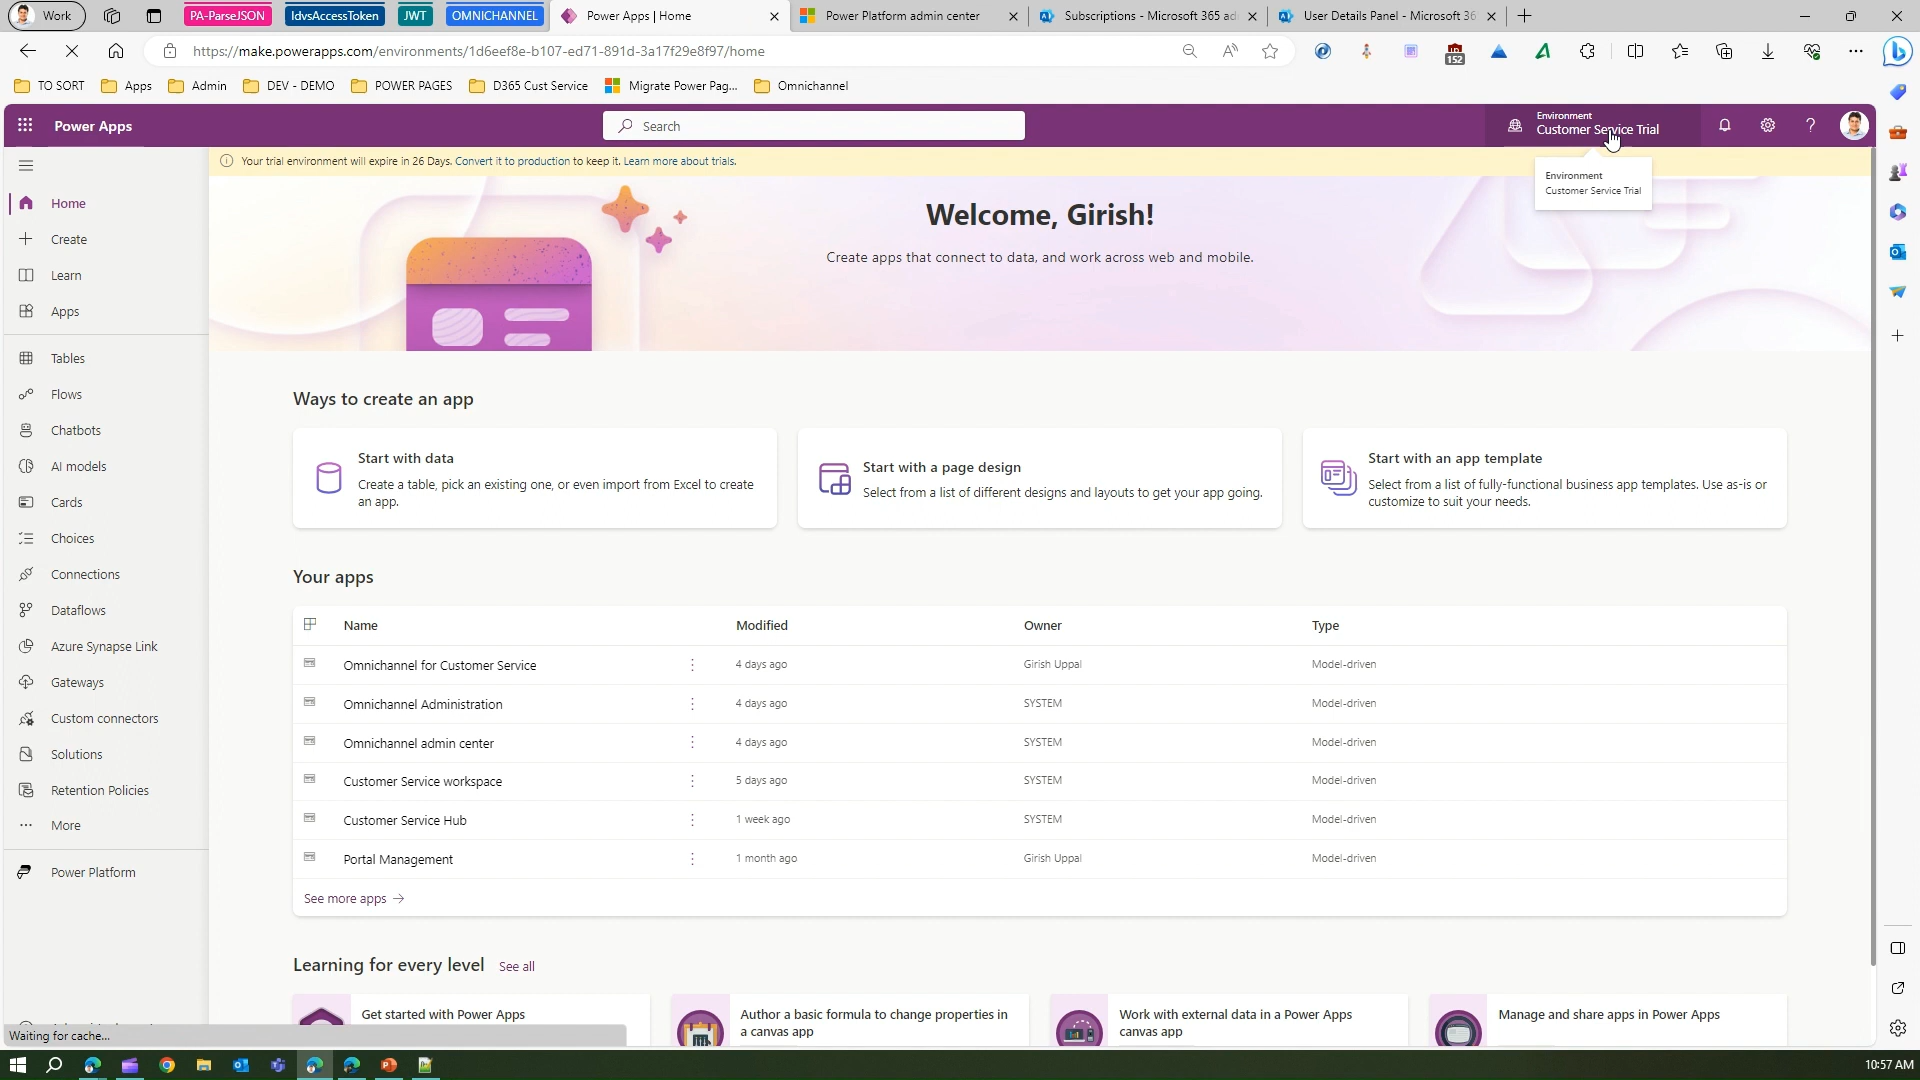 Work
PA-ParseJSON
IdvsAccessToken
JWT
OMNICHANNEL
Power Apps | Home
Power Platform admin center
Subscriptions - Microsoft 365 ad
User Details Panel - Microsoft 36
https://make.powerapps.com/environments/1d6eef8e-b107-ed71-891d-3a17f29e8f97/home
152
TO SORT
Apps
Admin
DEV - DEMO
POWER PAGES
D365 Cust Service
Migrate Power Pag...
Omnichannel
Power Apps
Search
Environment
Customer Service Trial
Your trial environment will expire in 26 Days. Convert it to production to keep it. Learn more about trials.
Environment
Customer Service Trial
Home
Create
Learn
Apps
Tables
Flows
Chatbots
AI models
Cards
Choices
Connections
Dataflows
Azure Synapse Link
Gateways
Custom connectors
Solutions
Retention Policies
More
Power Platform
Welcome, Girish!
Create apps that connect to data, and work across web and mobile.
Ways to create an app
Start with data
Create a table, pick an existing one, or even import from Excel to create
an app.
Start with a page design
Select from a list of different designs and layouts to get your app going.
Start with an app template
Select from a list of fully-functional business app templates. Use as-is or
customize to suit your needs.
Your apps
Name Modified Owner Type
Omnichannel for Customer Service 4 days ago Girish Uppal Model-driven
Omnichannel Administration 4 days ago SYSTEM Model-driven
Omnichannel admin center 4 days ago SYSTEM Model-driven
Customer Service workspace 5 days ago SYSTEM Model-driven
Customer Service Hub 1 week ago SYSTEM Model-driven
Portal Management 1 month ago Girish Uppal Model-driven
See more apps
Learning for every level See all
Get started with Power Apps
Author a basic formula to change properties in
a canvas app
Work with external data in a Power Apps
canvas app
Manage and share apps in Power Apps
Waiting for cache...
10:57 AM